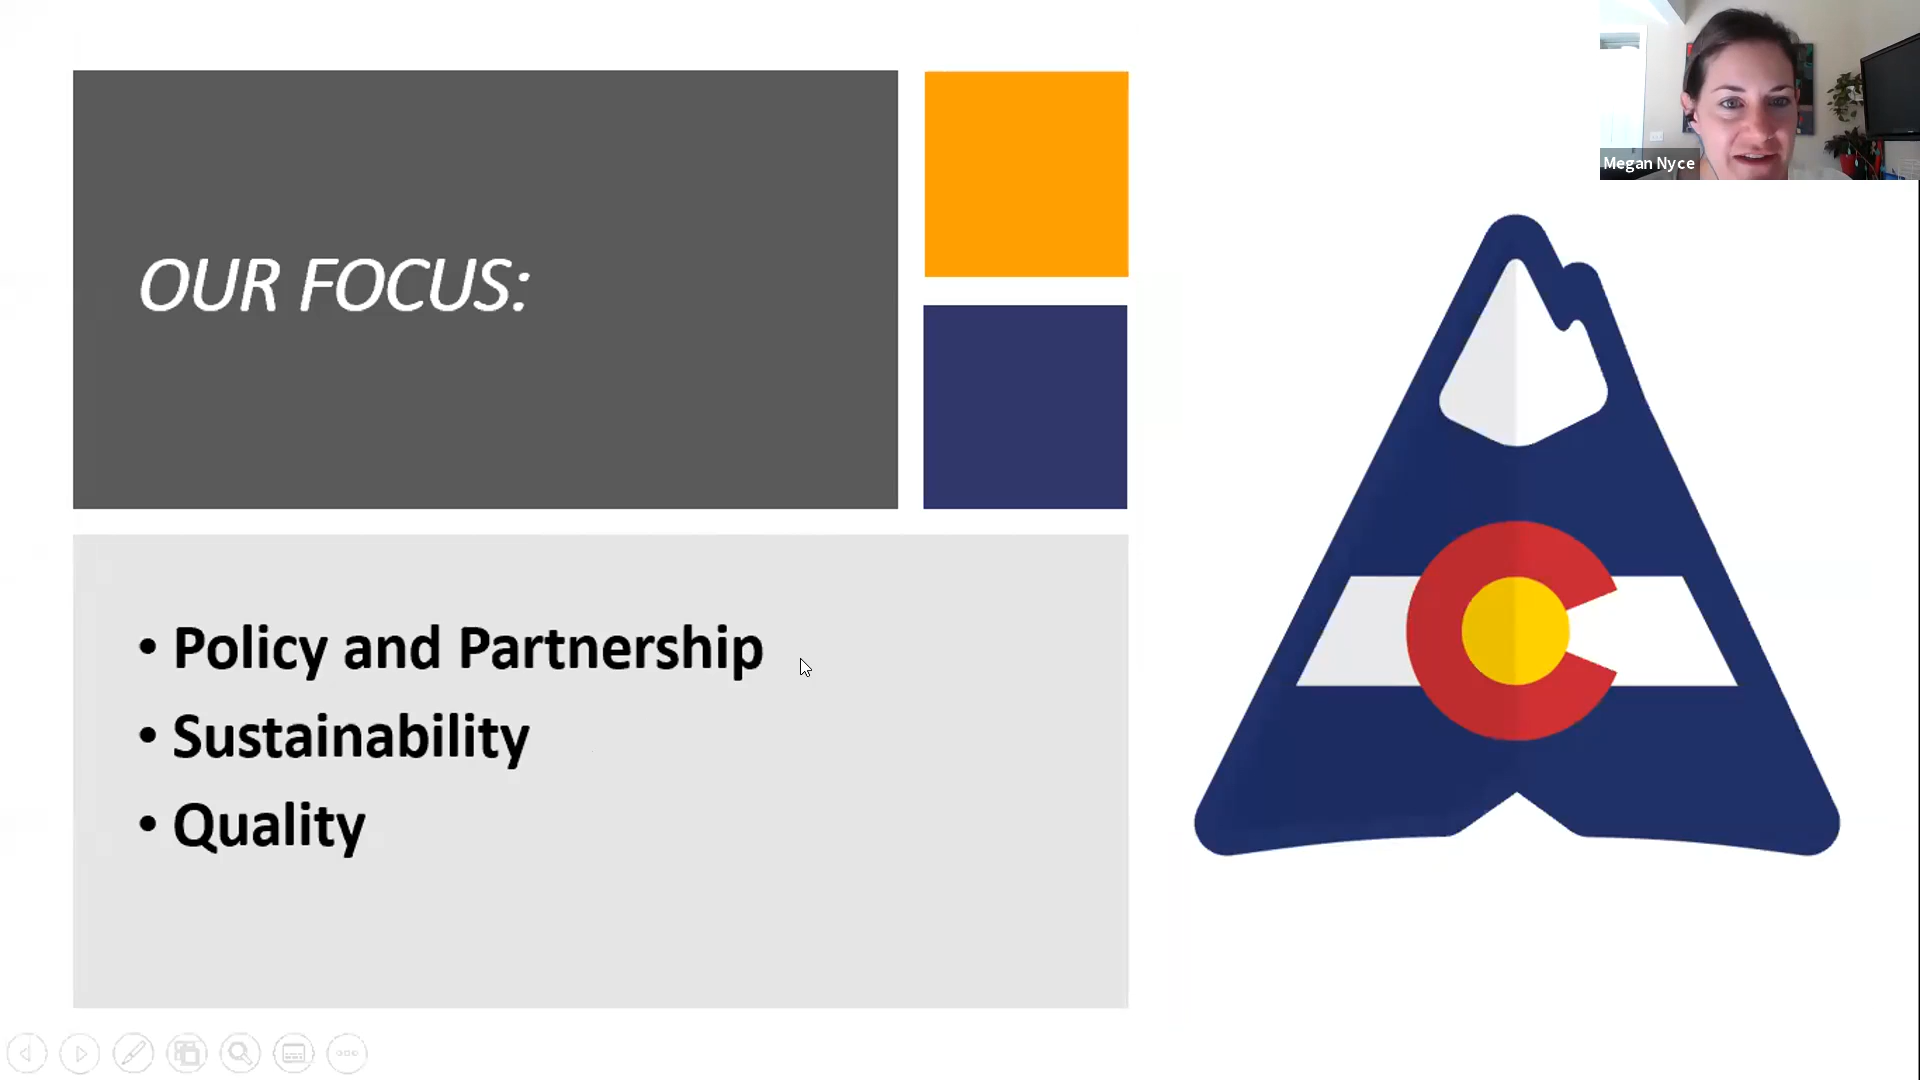 Megan Nyce
OUR FOCUS:
• Policy and Partnership
• Sustainability
• Quality